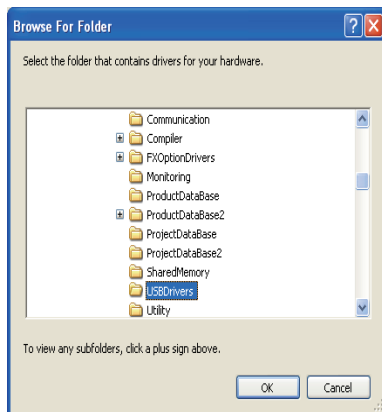 Browse For Folder
Select the folder that contains drivers for your hardware.
Communication
Compiler
FXOptionDrivers
Monitoring
ProductDataBase
ProductDataBase2
ProjectDataBase
ProjectDataBase2
SharedMemory
USBDrivers
Utility
To view any subfolders, click a plus sign above.
OK Cancel